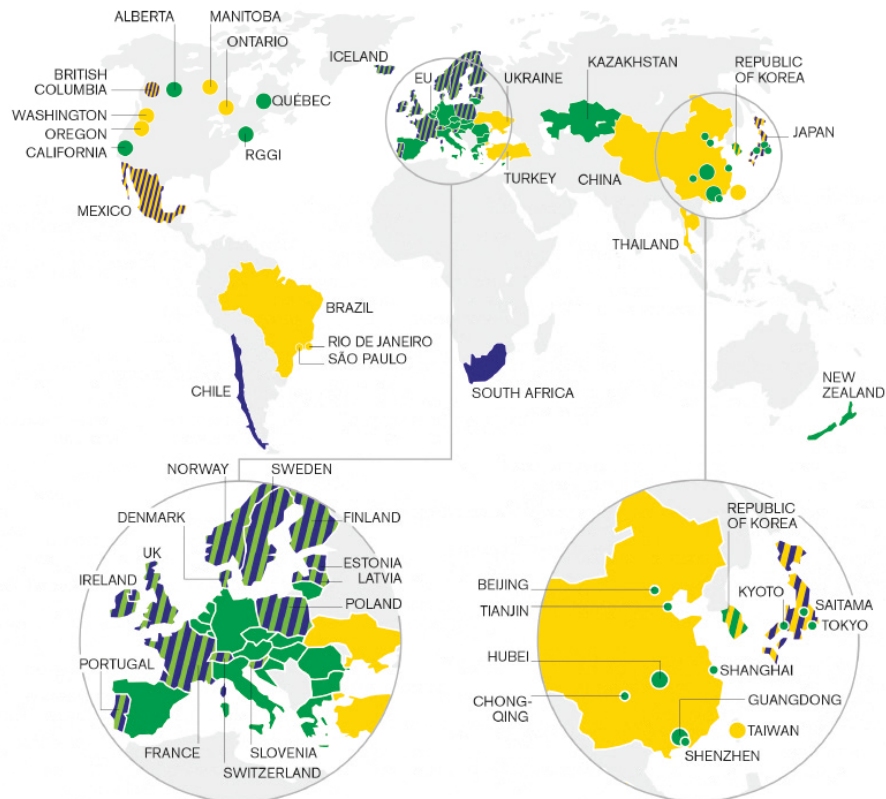 ALBERTA
MANITOBA
ONTARIO
BRITISH
COLUMBIA
QUÉBEC
WASHINGTON
OREGON
CALIFORNIA
RGGI
MEXICO
ICELAND
EU
UKRAINE
KAZAKHSTAN
REPUBLIC
OF KOREA
JAPAN
TURKEY
CHINA
THAILAND
BRAZIL
RIO DE JANEIRO
SÃO PAULO
CHILE
SOUTH AFRICA
NEW
ZEALAND
NORWAY
SWEDEN
DENMARK
FINLAND
UK
IRELAND
ESTONIA
LATVIA
POLAND
PORTUGAL
FRANCE
SLOVENIA
SWITZERLAND
REPUBLIC
OF KOREA
BEIJING
TIANJIN
KYOTO
SAITAMA
TOKYO
HUBEI
SHANGHAI
CHONG-
QING
GUANGDONG
TAIWAN
SHENZHEN